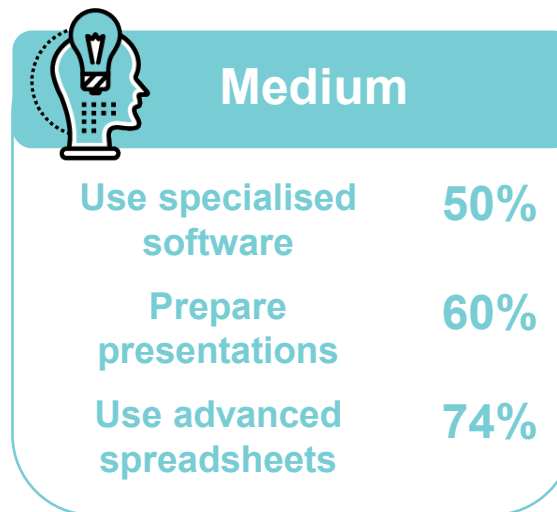 Medium
Use specialised 50%
software
Prepare 60%
presentations
Use advanced 74%
spreadsheets